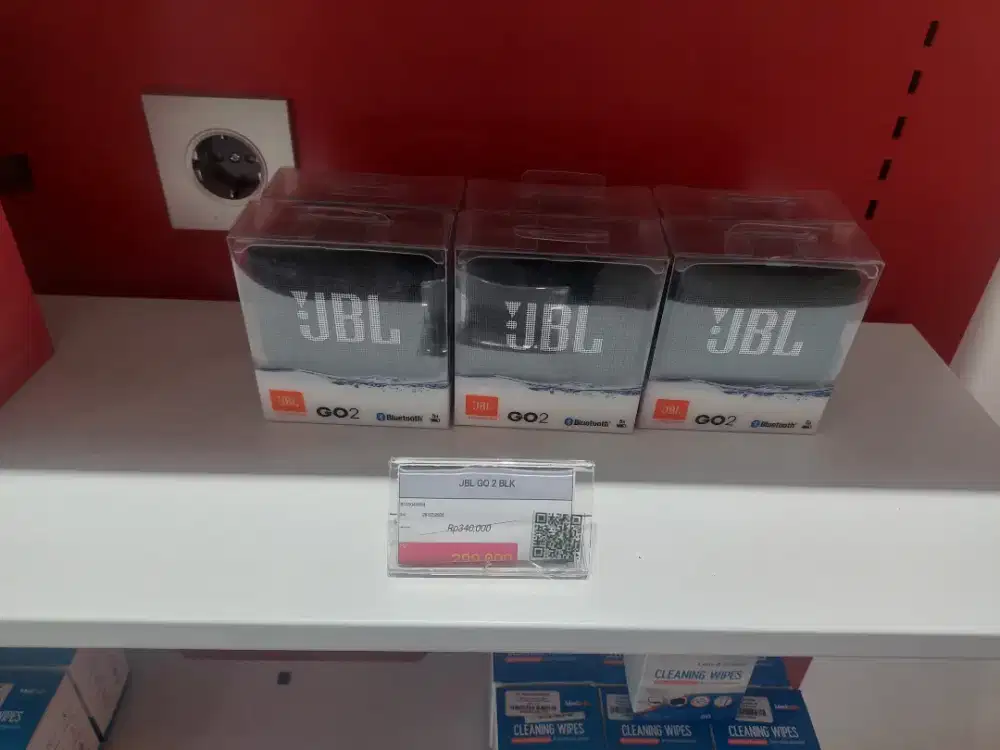 JBL
JBL
JBL
JBL
GO2
Bluetooth
JBL
GO2
Bluetooth
JBL
GO2
Bluetooth
JBL GO 2 BLK
Rp340,000
CLEANING WIPES
CLEANING WIPES
CLEANING WIPES
CLEANING WIPES